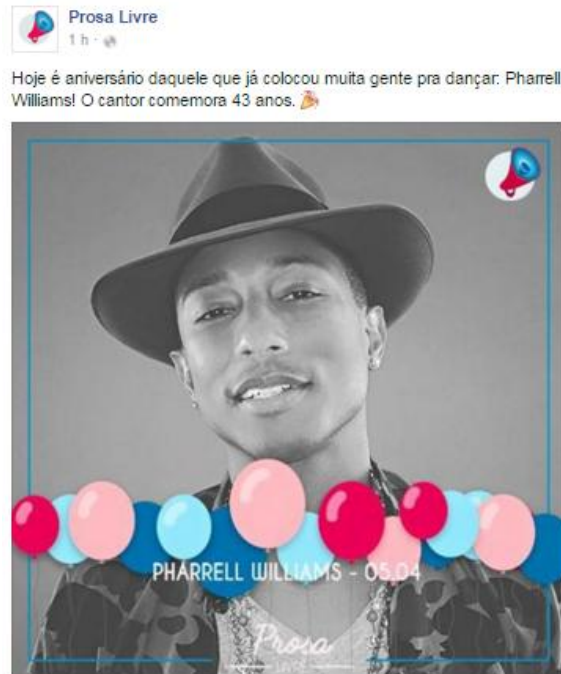 Prosa Livre
1 h ·
Hoje é aniversário daquele que já colocou muita gente pra dançar: Pharrell
Williams! O cantor comemora 43 anos.
PHARRELL WILLIAMS - 05.04
Prosa
LIVRE